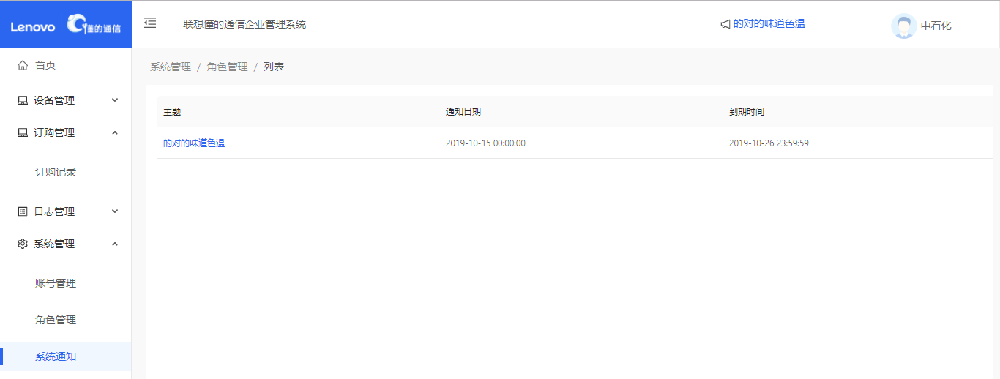 Lenovo 懂的通信
联想懂的通信企业管理系统
的对的味道色温
中石化
首页
设备管理
订购管理
订购记录
日志管理
系统管理
账号管理
角色管理
系统通知
系统管理 / 角色管理 / 列表
主题 通知日期 到期时间
的对的味道色温 2019-10-15 00:00:00 2019-10-26 23:59:59